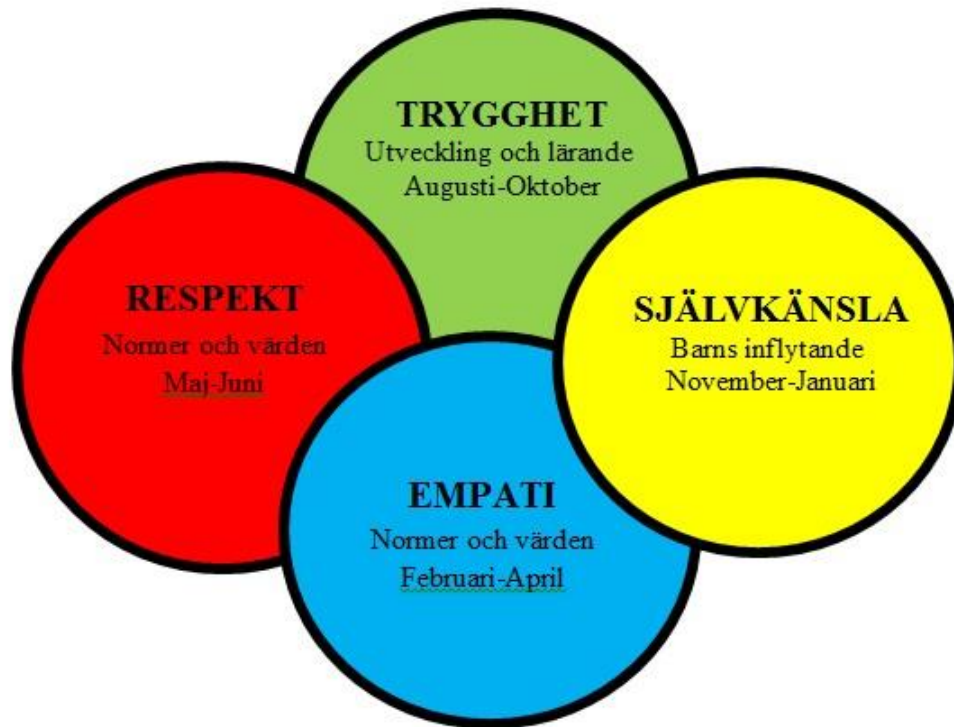 TRYGGHET
Utveckling och lärande
Augusti-Oktober
RESPEKT
Normer och värden
Maj-Juni
SJÄLVKÄNSLA
Barns inflytande
November-Januari
EMPATI
Normer och värden
Februari-April